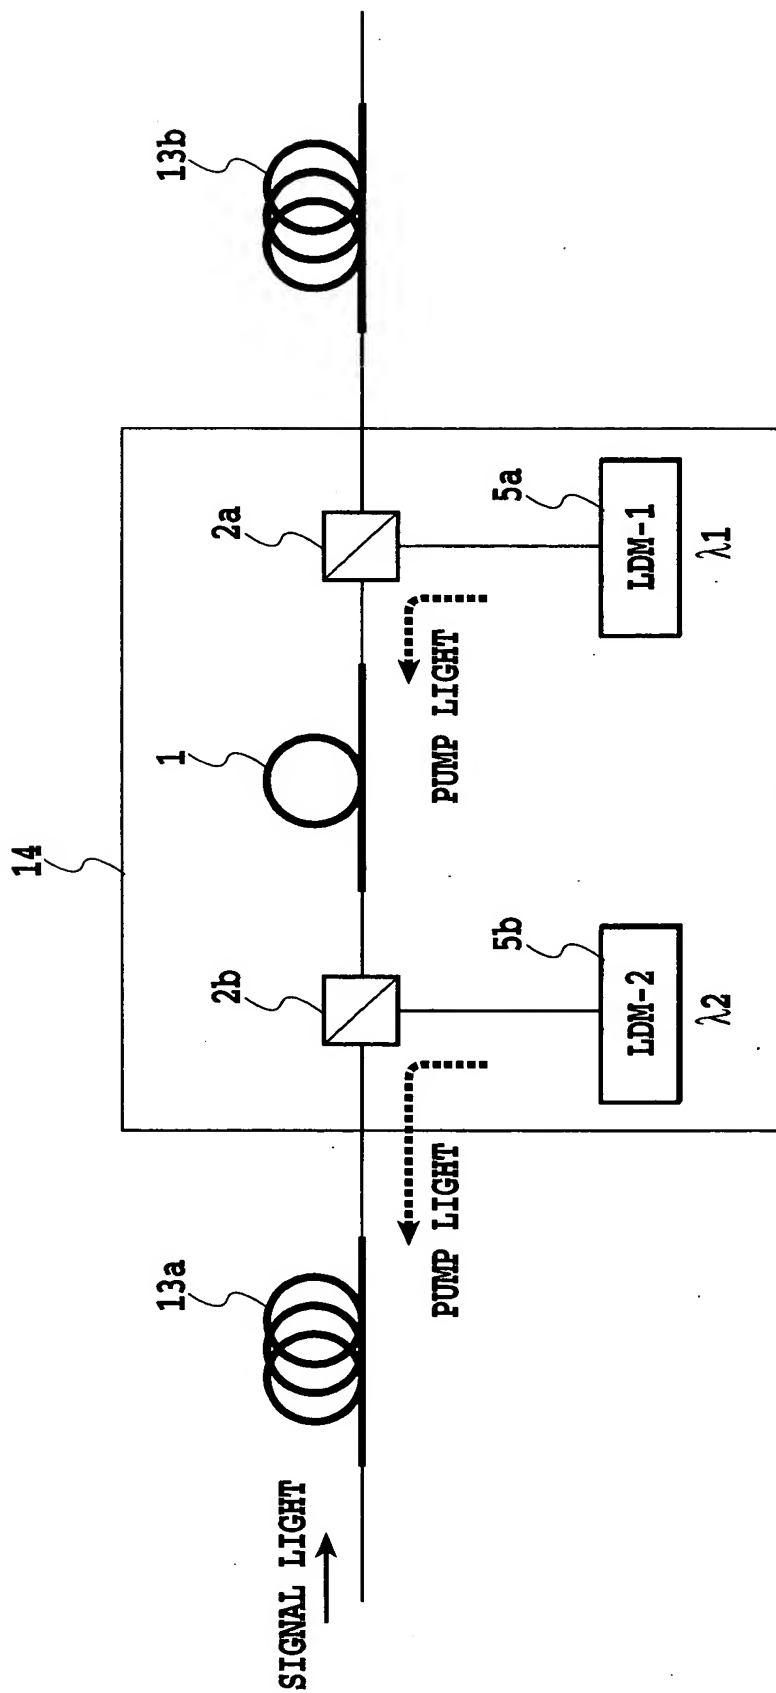 14
13a
2b
1
2a
13b
SIGNAL LIGHT
PUMP LIGHT
PUMP LIGHT
5b
5a
LDM-2
LDM-1
λ2
λ1